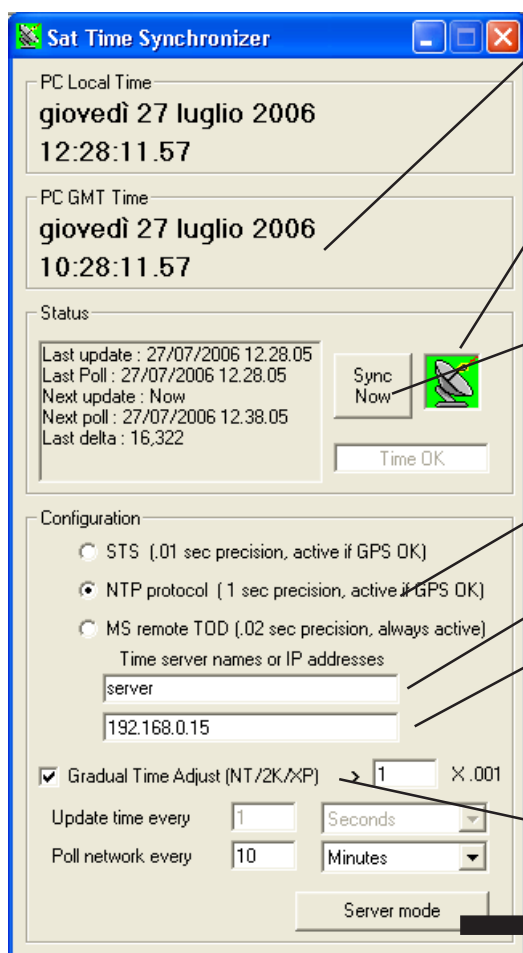 Sat Time Synchronizer
PC Local Time
giovedì 27 luglio 2006
12:28:11.57
PC GMT Time
giovedì 27 luglio 2006
10:28:11.57
Status
Last update : 27/07/2006 12.28.05
Last Poll : 27/07/2006 12.28.05
Next update : Now
Next poll : 27/07/2006 12.38.05
Last delta : 16,322
Sync
Now
Time OK
Configuration
STS (.01 sec precision, active if GPS OK)
NTP protocol ( 1 sec precision, active if GPS OK)
MS remote TOD (.02 sec precision, always active)
Time server names or IP addresses
server
192.168.0.15
Gradual Time Adjust (NT/2K/XP) > 1 X .001
Update time every 1 Seconds
Poll network every 10 Minutes
Server mode